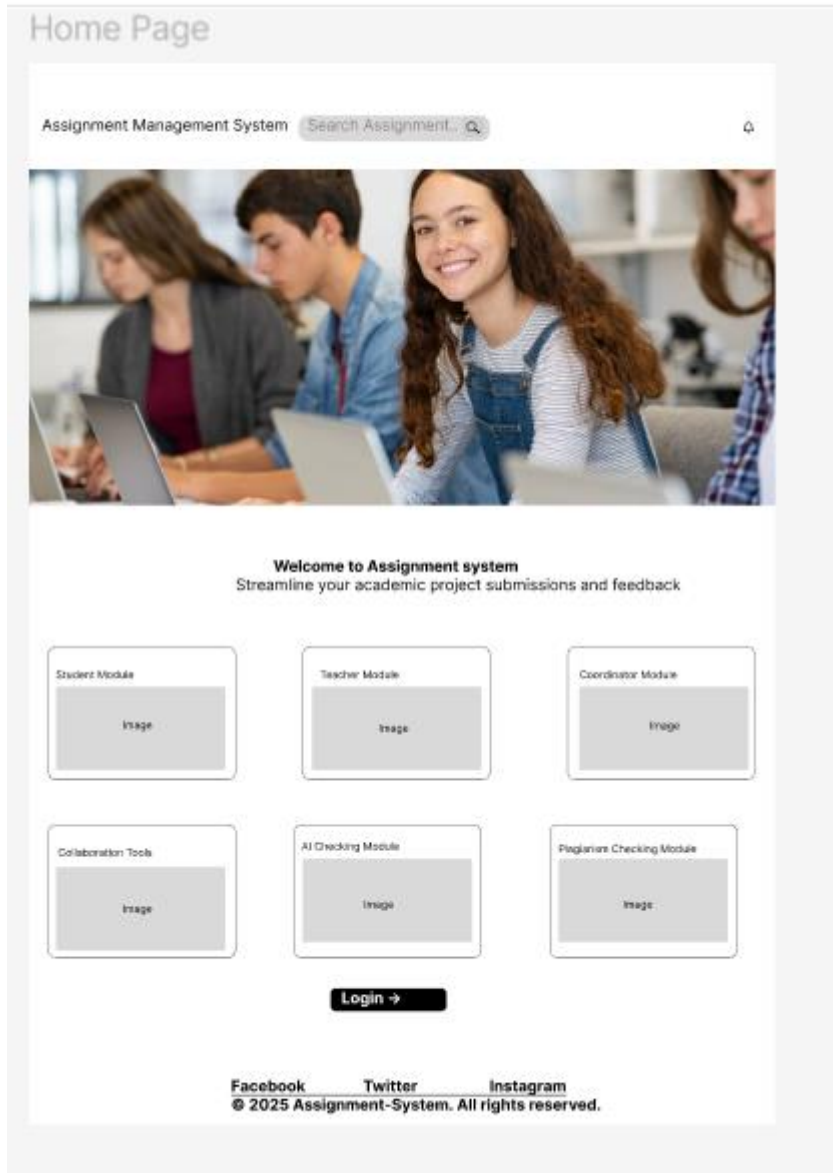 Home Page
Assignment Management System
Search Assignment..
Welcome to Assignment system
Streamline your academic project submissions and feedback
Student Module
Teacher Module
Coordinator Module
Image
Image
Image
Collaboration Tools
AI Checking Module
Plagiarism Checking Module
Image
Image
Image
Login →
Facebook
Twitter
Instagram
© 2025 Assignment-System. All rights reserved.